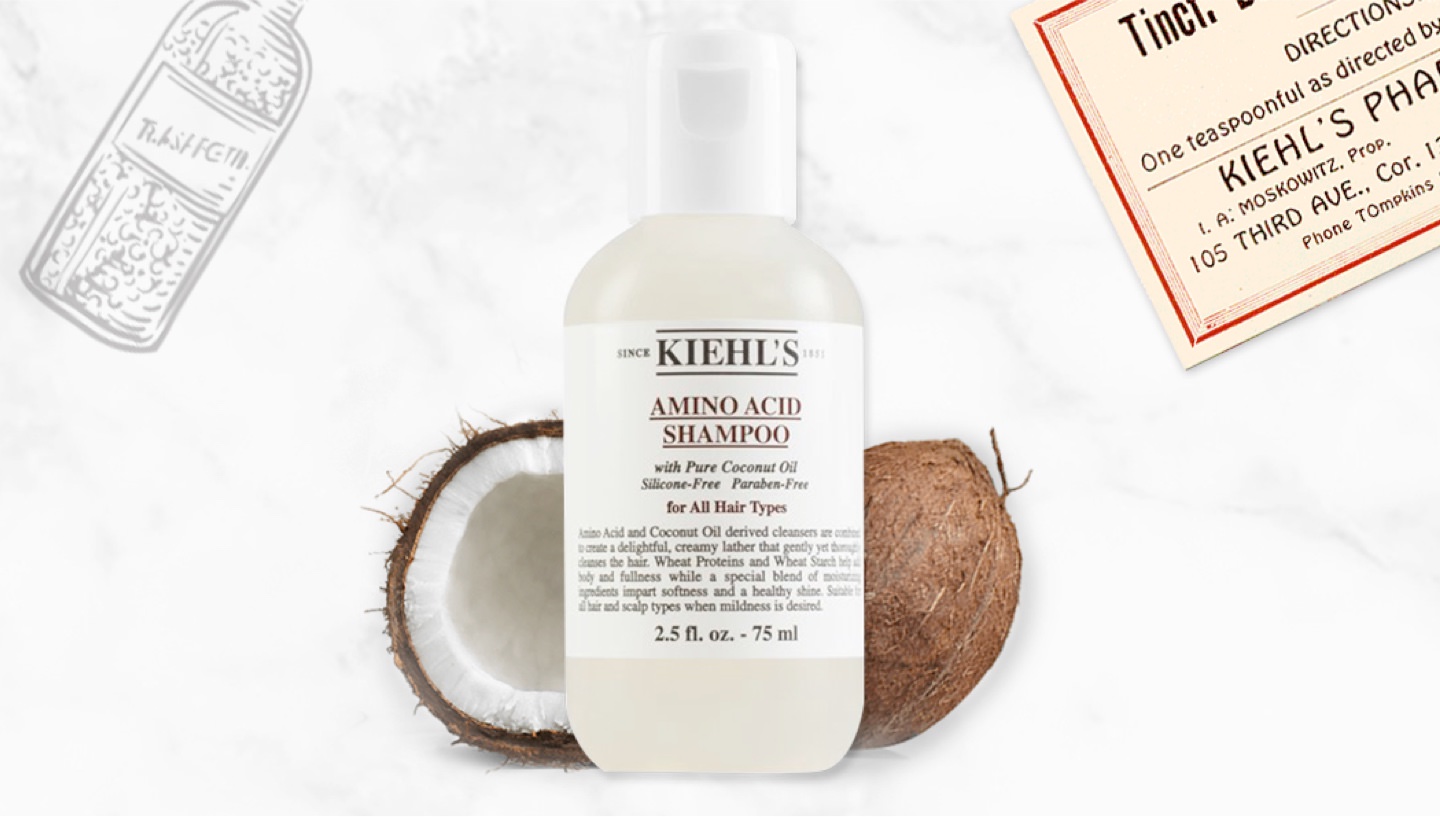 Tinct.
DIRECTIONS
One teaspoonful as directed by
KIEHL'S PHA
I. A. MOSKOWITZ, Prop.
105 THIRD AVE., Cor. 13
Phone TOmpkins
SINCE KIEHL'S 1851
AMINO ACID
SHAMPOO
with Pure Coconut Oil
Silicone-Free Paraben-Free
for All Hair Types
Amino Acid and Coconut Oil derived cleansers are combined
to create a delightful, creamy lather that gently yet thoroughly
cleanses the hair. Wheat Proteins and Wheat Starch help add
body and fullness while a special blend of moisturizing
ingredients impart softness and a healthy shine. Suitable for
all hair and scalp types when mildness is desired.
2.5 fl. oz. - 75 ml